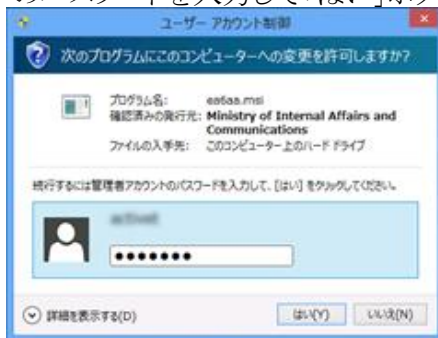 ユーザー アカウント制御
次のプログラムにこのコンピューターへの変更を許可しますか?
プログラム名: ea6aa.msi
確認済みの発行元: Ministry of Internal Affairs and
Communications
ファイルの入手先: このコンピューター上のハード ドライブ
続行するには管理者アカウントのパスワードを入力して、[はい] をクリックしてください。
●●●●●●●
詳細を表示する(D)
はい(Y)
いいえ(N)